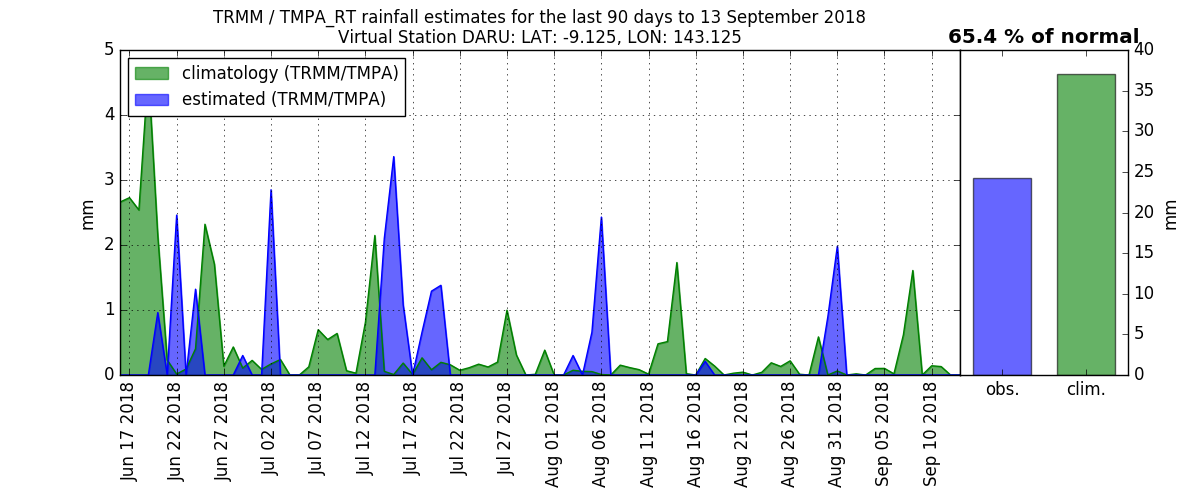 TRMM / TMPA_RT rainfall estimates for the last 90 days to 13 September 2018
Virtual Station DARU: LAT: -9.125, LON: 143.125
65.4 % of normal
climatology (TRMM/TMPA)
estimated (TRMM/TMPA)
mm
5
4
3
2
1
0
Jun 17 2018
Jun 22 2018
Jun 27 2018
Jul 02 2018
Jul 07 2018
Jul 12 2018
Jul 17 2018
Jul 22 2018
Jul 27 2018
Aug 01 2018
Aug 06 2018
Aug 11 2018
Aug 16 2018
Aug 21 2018
Aug 26 2018
Aug 31 2018
Sep 05 2018
Sep 10 2018
obs.
clim.
40
35
30
25
20
15
10
5
0
mm